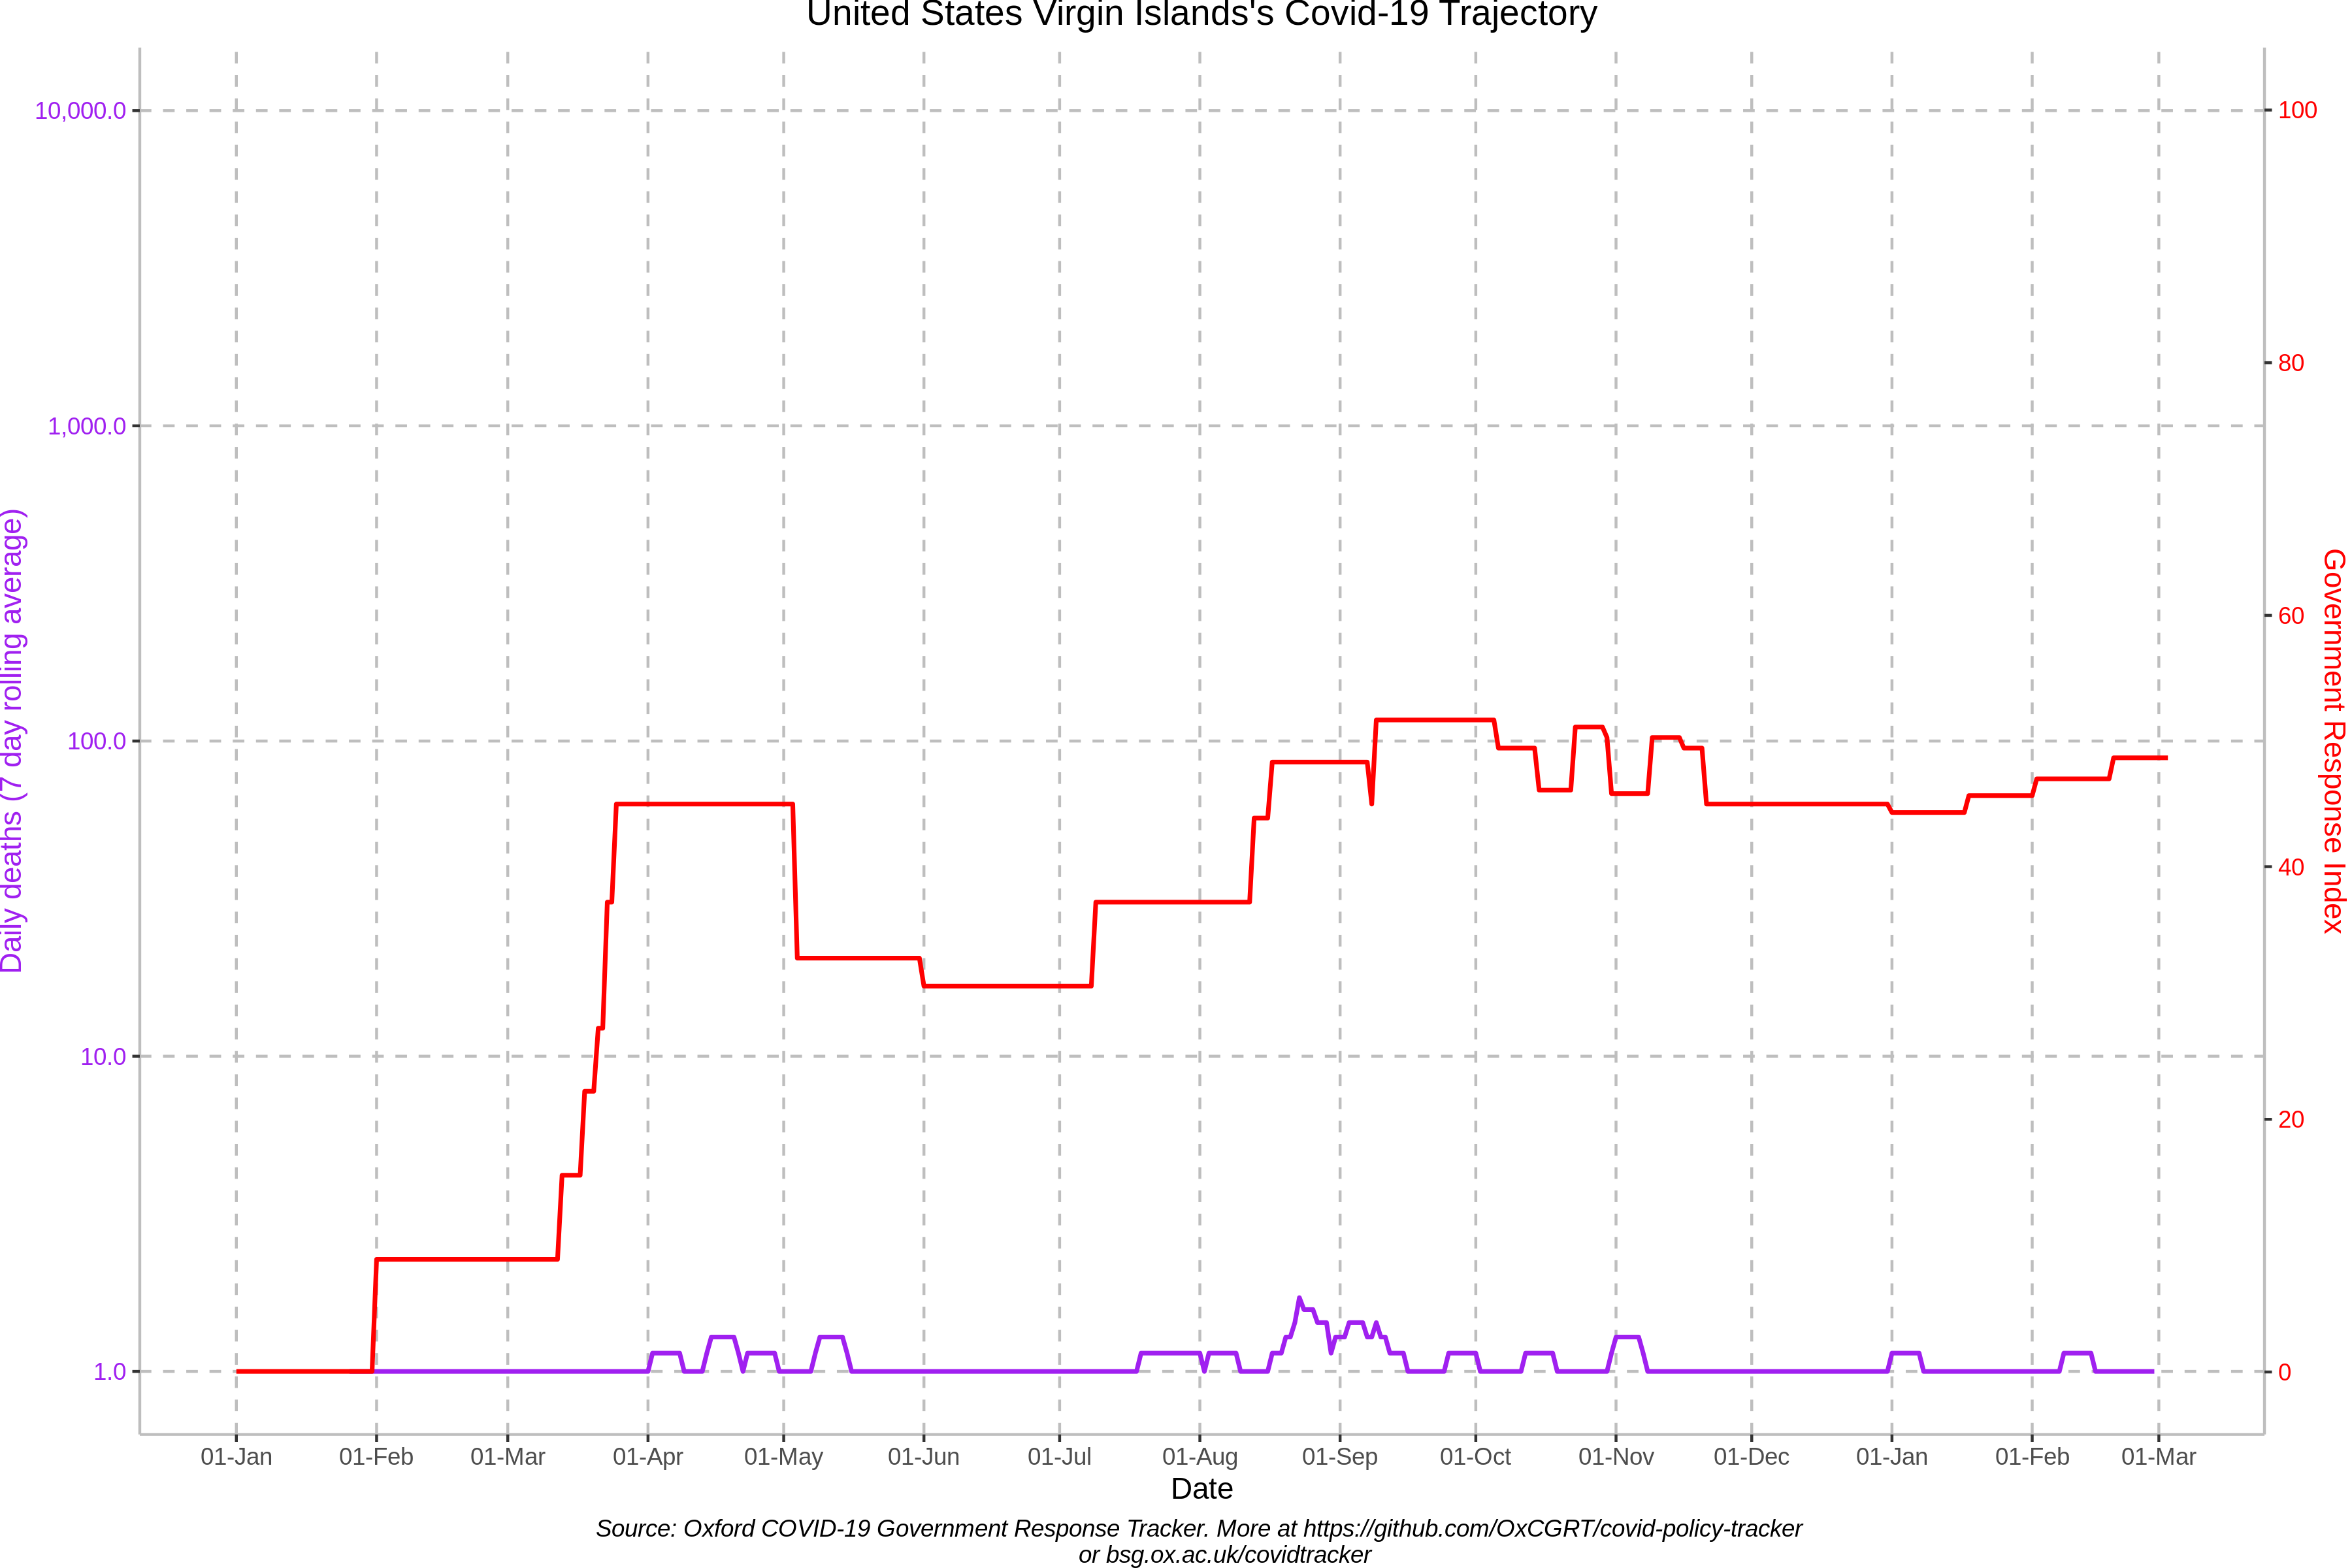 United States Virgin Islands's Covid-19 Trajectory
10,000.0
1,000.0
100.0
10.0
1.0
Daily deaths (7 day rolling average)
100
80
60
40
20
0
Government Response Index
01-Jan 01-Feb 01-Mar 01-Apr 01-May 01-Jun 01-Jul 01-Aug 01-Sep 01-Oct 01-Nov 01-Dec 01-Jan 01-Feb 01-Mar
Date
Source: Oxford COVID-19 Government Response Tracker. More at https://github.com/OxCGRT/covid-policy-tracker
or bsg.ox.ac.uk/covidtracker